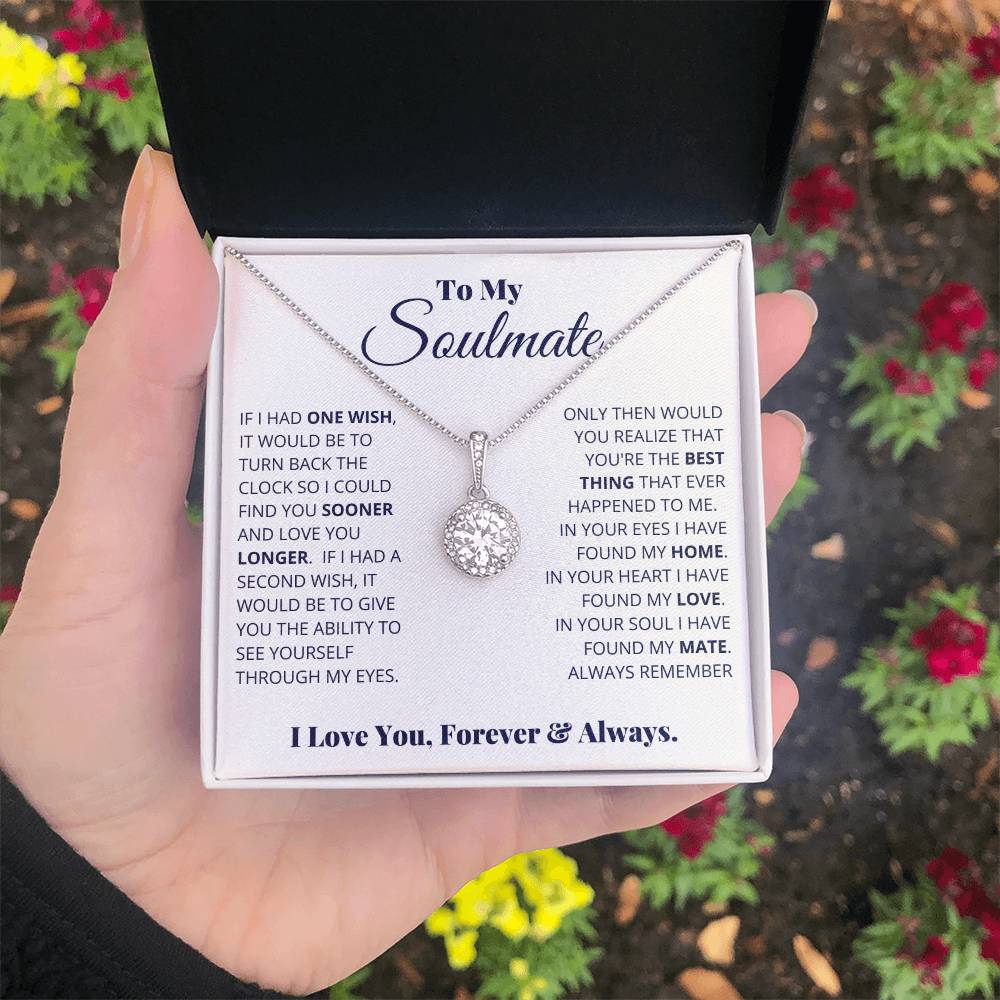 To My
Soulmate
IF I HAD ONE WISH,
IT WOULD BE TO
TURN BACK THE
CLOCK SO I COULD
FIND YOU SOONER
AND LOVE YOU
LONGER. IF I HAD A
SECOND WISH, IT
WOULD BE TO GIVE
YOU THE ABILITY TO
SEE YOURSELF
THROUGH MY EYES.
ONLY THEN WOULD
YOU REALIZE THAT
YOU'RE THE BEST
THING THAT EVER
HAPPENED TO ME.
IN YOUR EYES I HAVE
FOUND MY HOME.
IN YOUR HEART I HAVE
FOUND MY LOVE.
IN YOUR SOUL I HAVE
FOUND MY MATE.
ALWAYS REMEMBER
I Love You, Forever & Always.